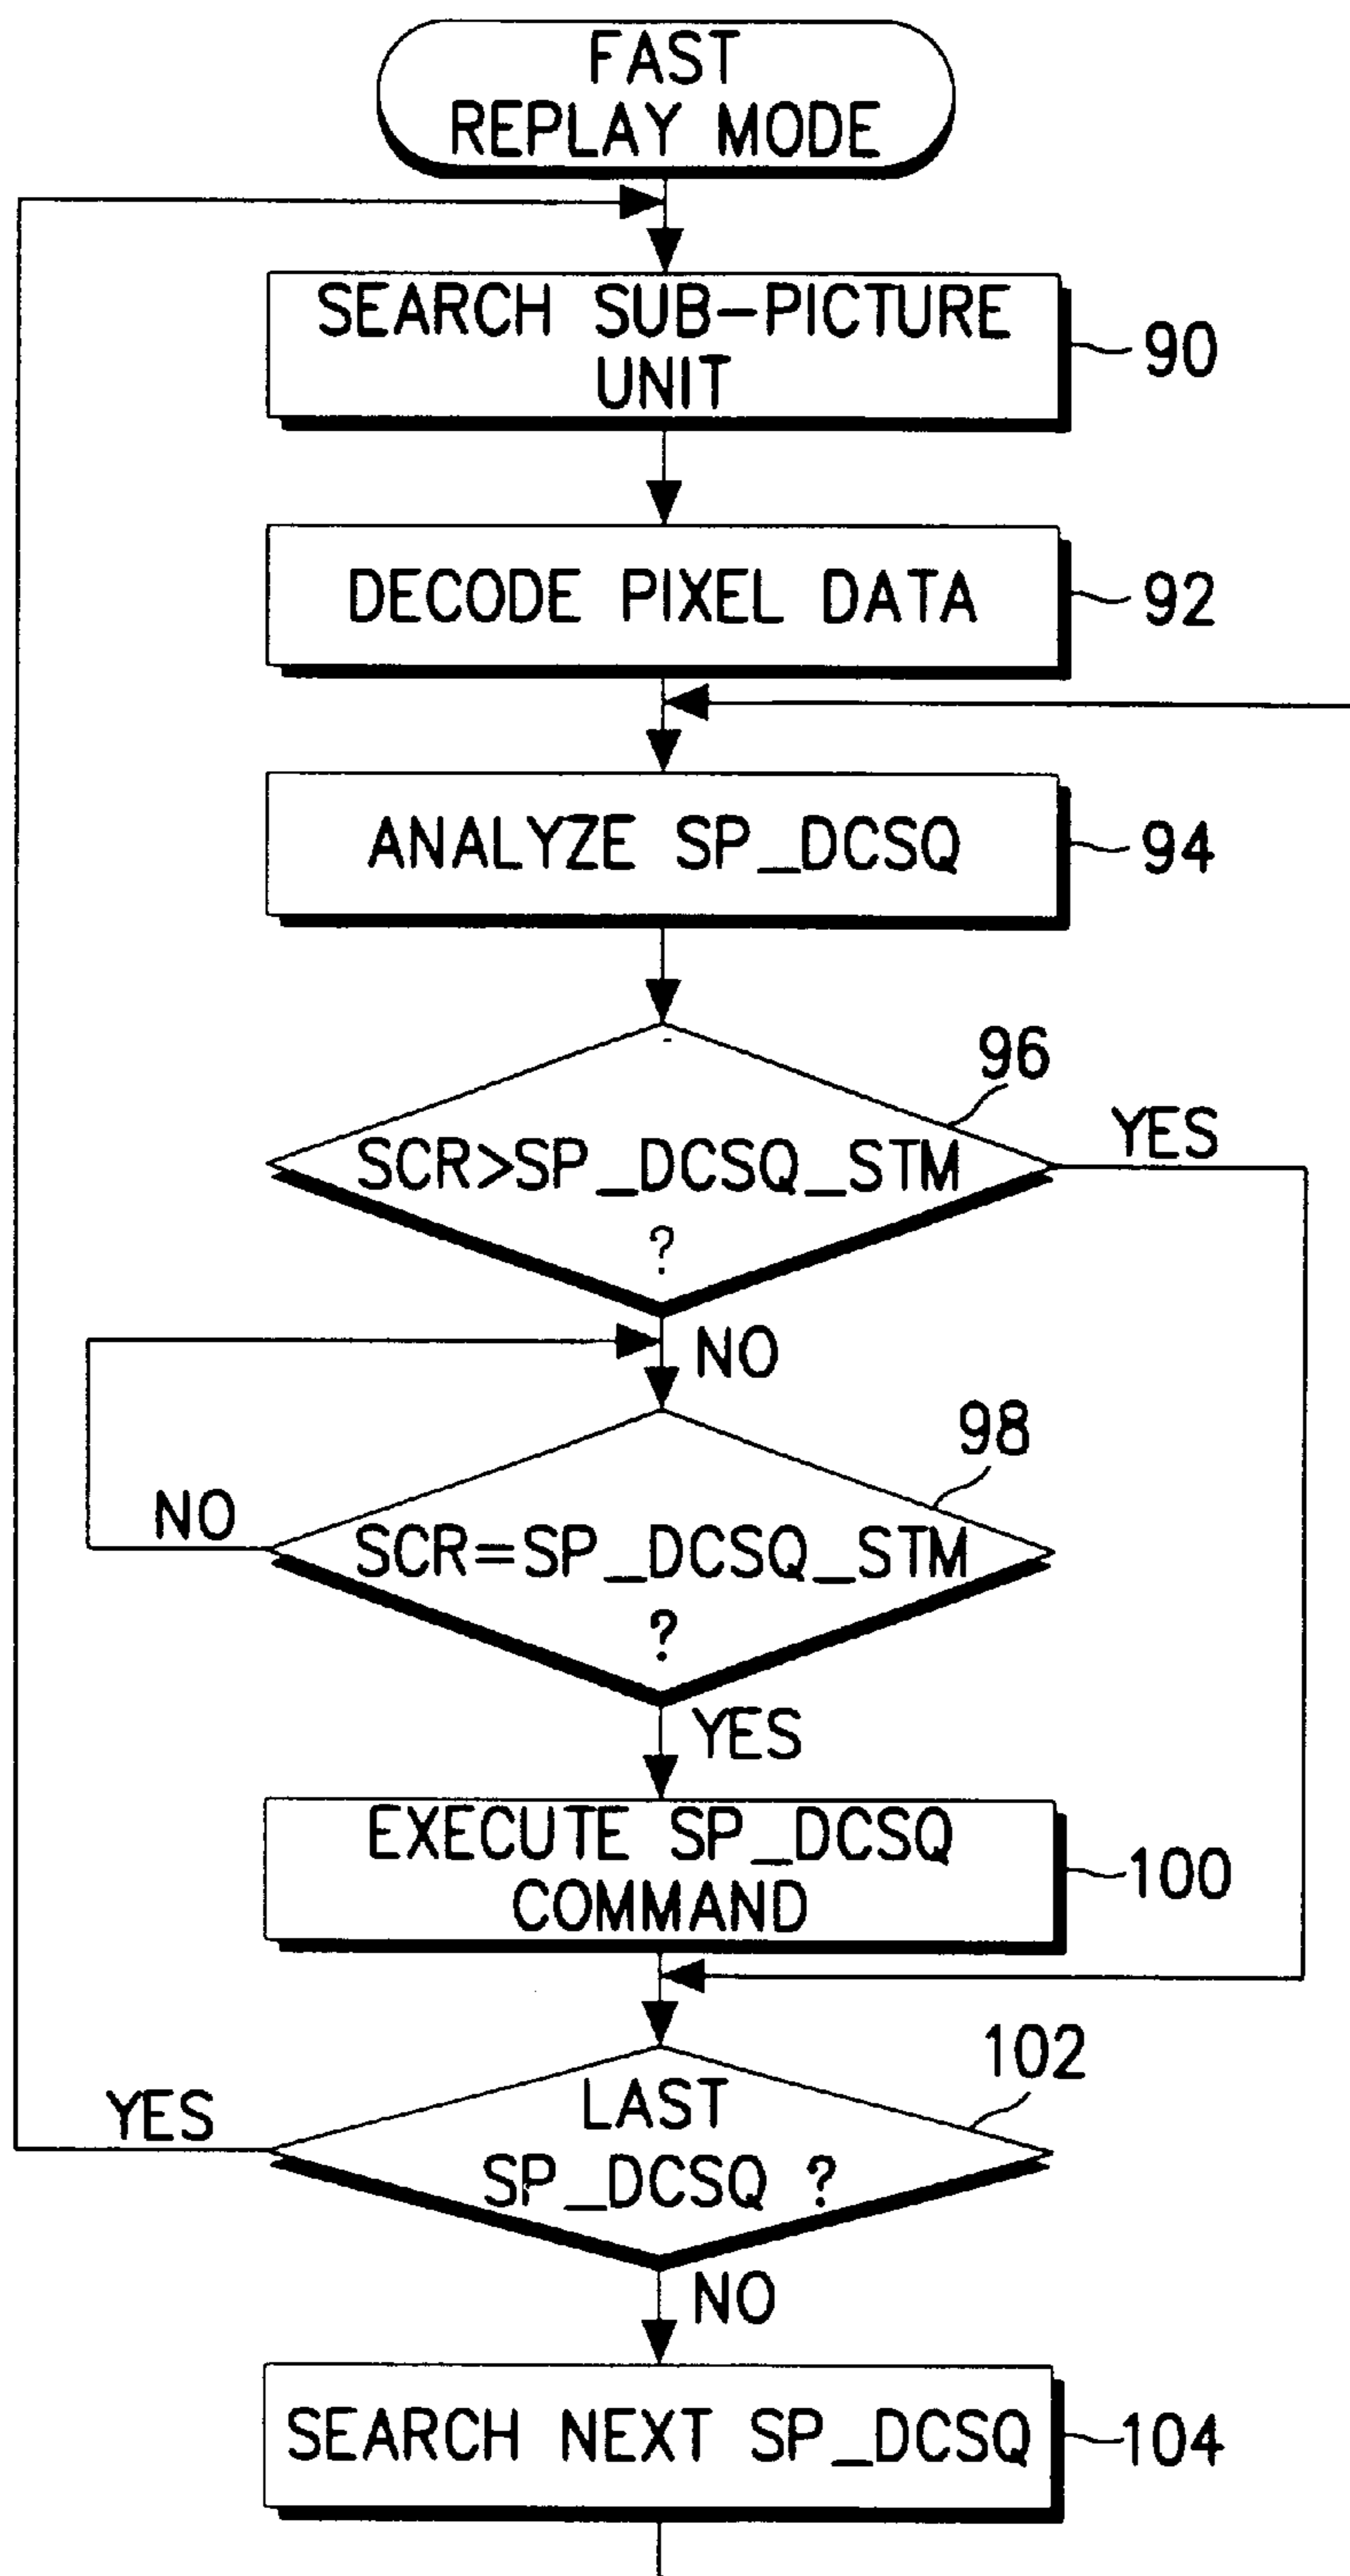 FAST
REPLAY MODE
SEARCH SUB-PICTURE
UNIT
90
DECODE PIXEL DATA
92
ANALYZE SP_DCSQ
94
96
YES
SCR>SP_DCSQ_STM
?
NO
98
NO
SCR=SP_DCSQ_STM
?
YES
EXECUTE SP_DCSQ
COMMAND
100
102
YES
LAST
SP_DCSQ ?
NO
SEARCH NEXT SP_DCSQ
104